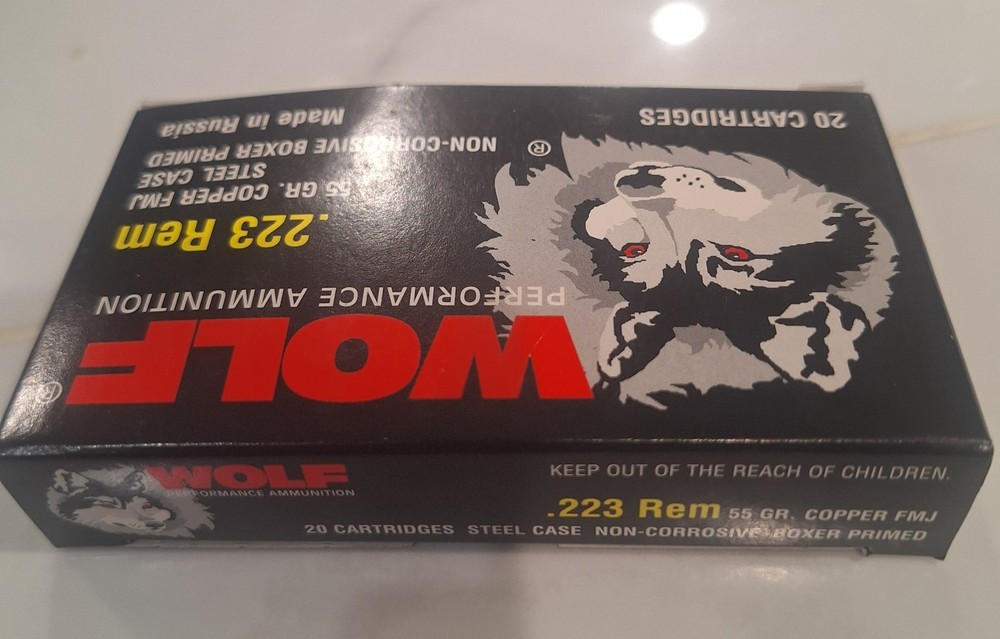 WOLF®
PERFORMANCE AMMUNITION
.223 Rem
55 GR. COPPER FMJ
STEEL CASE
NON-CORROSIVE BOXER PRIMED
Made in Russia
®
20 CARTRIDGES
WOLF
PERFORMANCE AMMUNITION
KEEP OUT OF THE REACH OF CHILDREN.
.223 Rem 55 GR. COPPER FMJ
20 CARTRIDGES STEEL CASE NON-CORROSIVE BOXER PRIMED